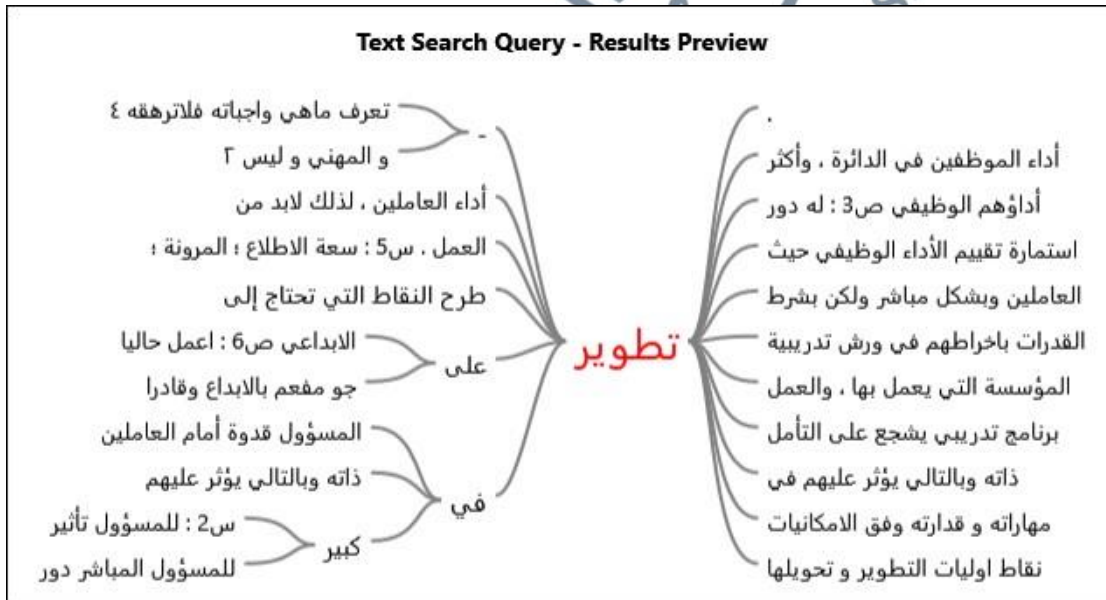 Text Search Query - Results Preview
.
أداء الموظفين في الدائرة ، وأكثر
أداؤهم الوظيفي ص3 : له دور
استمارة تقييم الأداء الوظيفي حيث
العاملين وبشكل مباشر ولكن بشرط
القدرات باخراطهم في ورش تدريبية
المؤسسة التي يعمل بها ، والعمل
برنامج تدريبي يشجع على التأمل
ذاته وبالتالي يؤثر عليهم في
مهاراته و قدارته وفق الامكانيات
نقاط اوليات التطوير و تحويلها
تطوير
-
تعرف ماهي واجباته فلاترهقه ٤
و المهني و ليس ٢
أداء العاملين ، لذلك لابد من
العمل . س5 : سعة الاطلاع ؛ المرونة ؛
طرح النقاط التي تحتاج إلى
على
الابداعي ص6 : اعمل حاليا
جو مفعم بالابداع وقادرا
في
المسؤول قدوة أمام العاملين
ذاته وبالتالي يؤثر عليهم
كبير
س2 : للمسؤول تأثير
للمسؤول المباشر دور